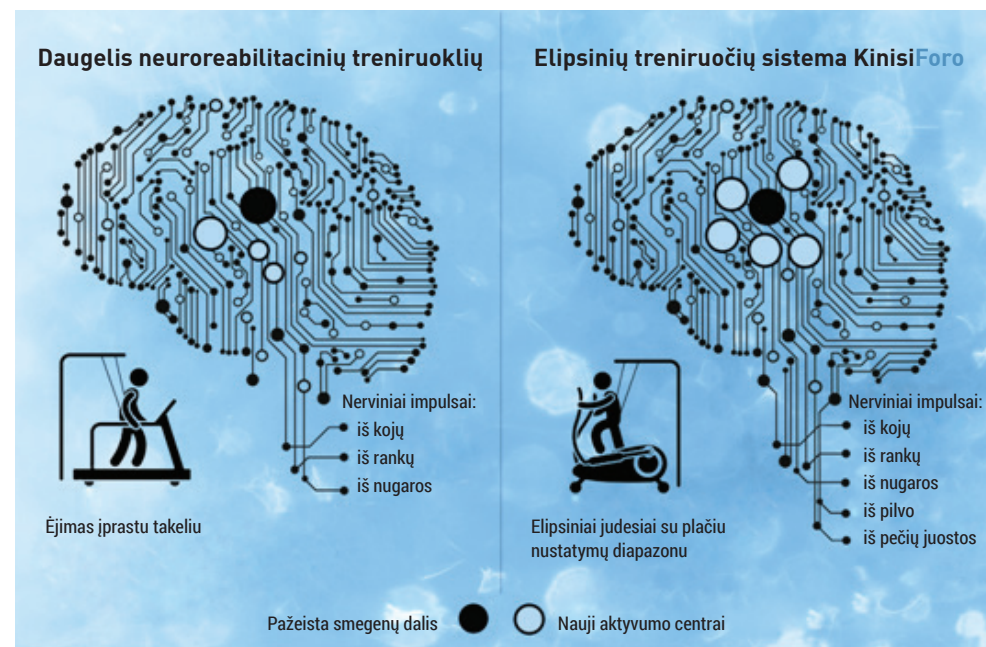 Daugelis neuroreabilitacinių treniruoklių
Nerviniai impulsai:
iš kojų
iš rankų
iš nugaros
Ėjimas įprastu takeliu
Elipsinių treniruočių sistema KinisiForo
Nerviniai impulsai:
iš kojų
iš rankų
iš nugaros
iš pilvo
iš pečių juostos
Elipsiniai judesiai su plačiu
nustatymų diapazonu
Pažeista smegenų dalis
Nauji aktyvumo centrai